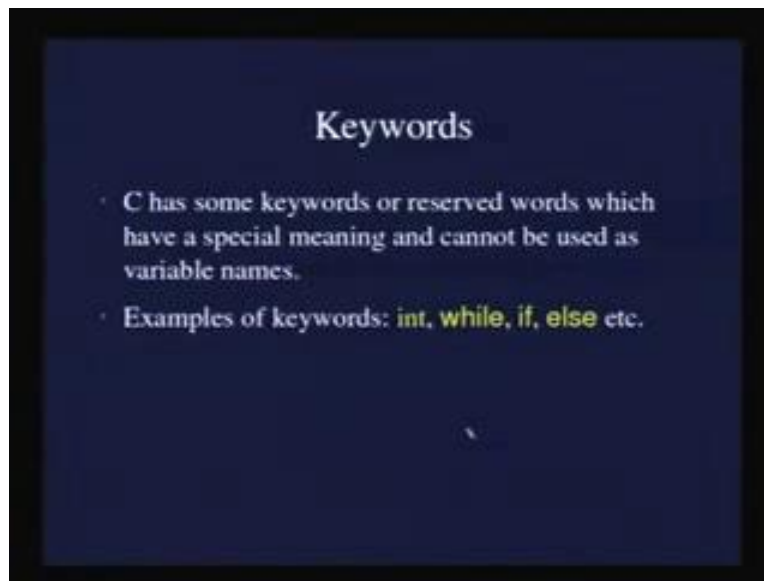 Keywords
· C has some keywords or reserved words which
have a special meaning and cannot be used as
variable names.
· Examples of keywords: int, while, if, else etc.